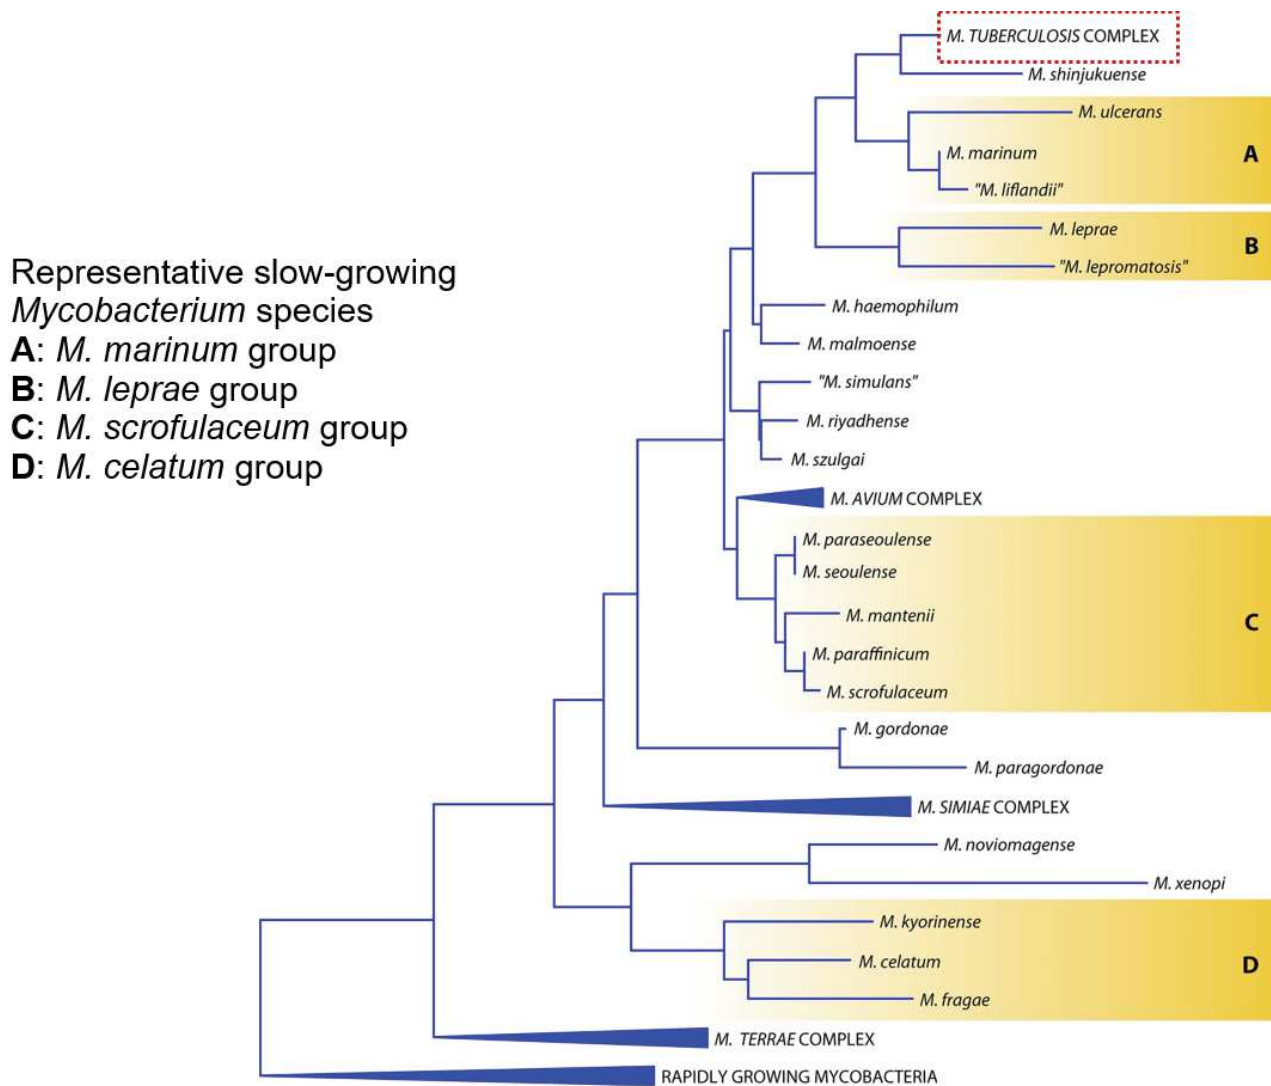 Representative slow-growing
Mycobacterium species
A: M. marinum group
B: M. leprae group
C: M. scrofulaceum group
D: M. celatum group
M. TUBERCULOSIS COMPLEX
M. shinjukuense
M. ulcerans
M. marinum
"M. liflandii"
A
M. leprae
"M. lepromatosis"
B
M. haemophilum
M. malmoense
"M. simulans"
M. riyadhense
M. szulgai
M. AVIUM COMPLEX
M. paraseoulense
M. seoulense
M. mantenii
M. paraffinicum
M. scrofulaceum
C
M. gordonae
M. paragordonae
M. SIMIAE COMPLEX
M. noviomagense
M. xenopi
M. kyorinense
M. celatum
M. fragae
D
M. TERRAE COMPLEX
RAPIDLY GROWING MYCOBACTERIA